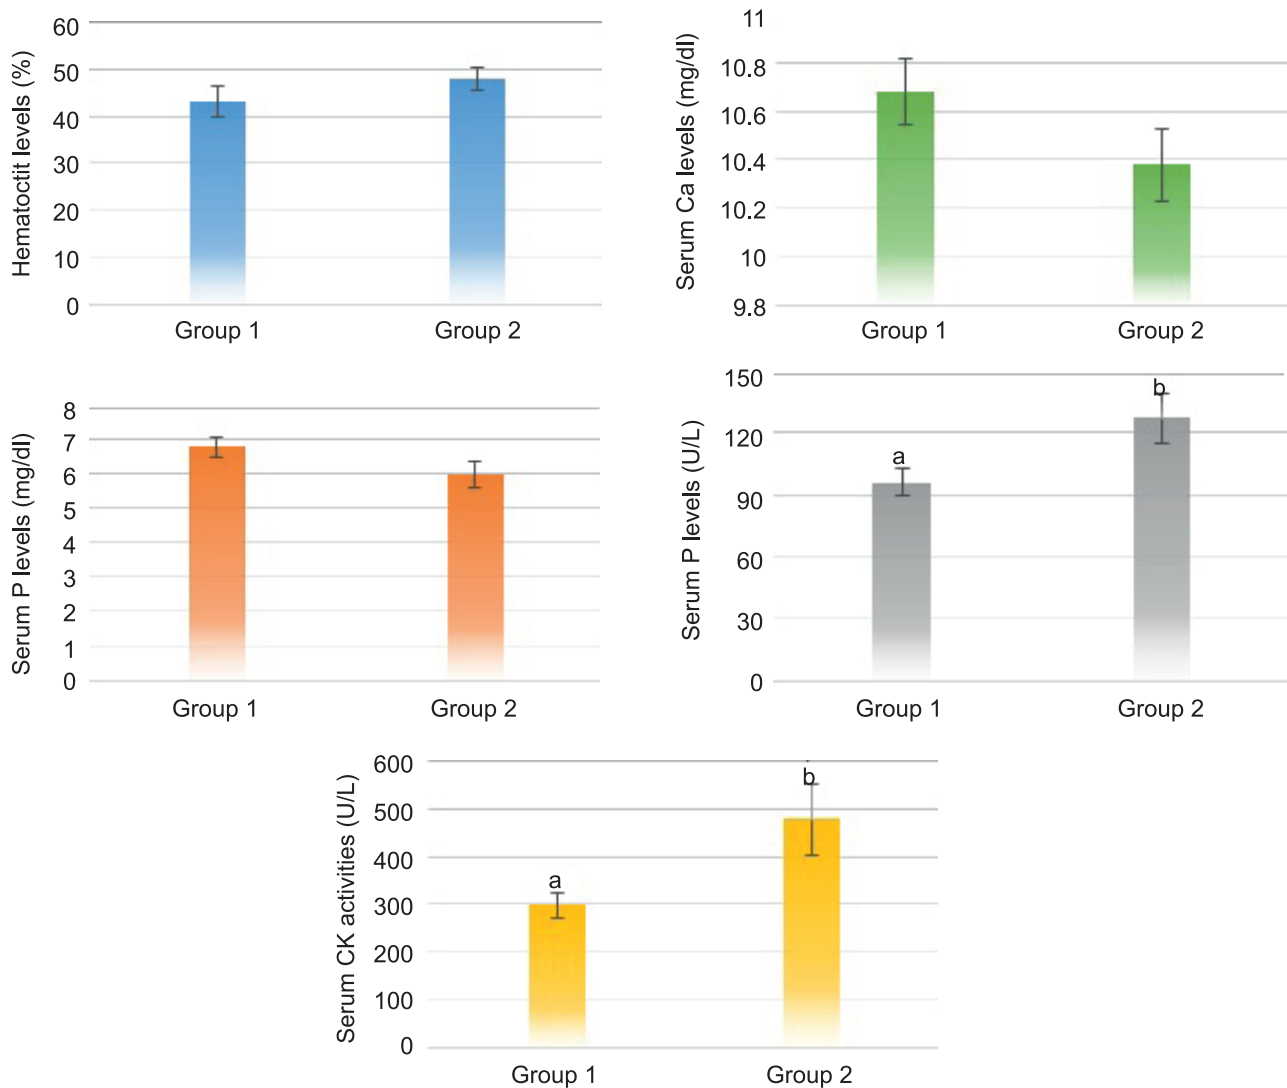 Hematoctit levels (%)
60
50
40
30
20
10
0
Group 1
Group 2
Serum Ca levels (mg/dl)
11
10.8
10.6
10.4
10.2
10
9.8
Group 1
Group 2
Serum P levels (mg/dl)
8
7
6
5
4
3
2
1
0
Group 1
Group 2
Serum P levels (U/L)
150
120
90
60
30
0
a
b
Group 1
Group 2
Serum CK activities (U/L)
600
500
400
300
200
100
0
a
b
Group 1
Group 2